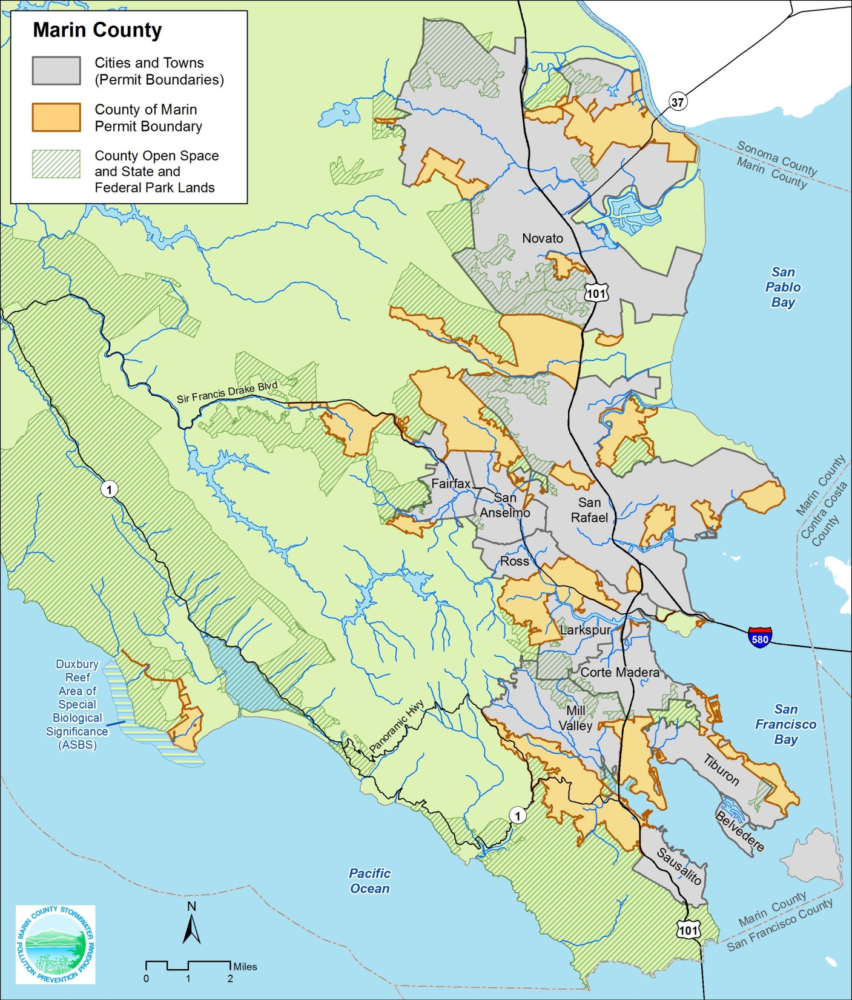 Marin County
Cities and Towns
(Permit Boundaries)
County of Marin
Permit Boundary
County Open Space
and State and
Federal Park Lands
37
Sonoma County
Marin County
Novato
101
San
Pablo
Bay
Sir Francis Drake Blvd
1
Fairfax
San
Anselmo
San
Rafael
Marin County
Contra Costa
County
Ross
Larkspur
580
Duxbury
Reef
Area of
Special
Biological
Significance
(ASBS)
Corte Madera
Mill
Valley
Panoramic Hwy
San
Francisco
Bay
Tiburon
1
Belvedere
Sausalito
Pacific
Ocean
Marin County
San Francisco County
101
MARIN COUNTY STORMWATER
POLLUTION PREVENTION PROGRAM
N
Miles
0 1 2